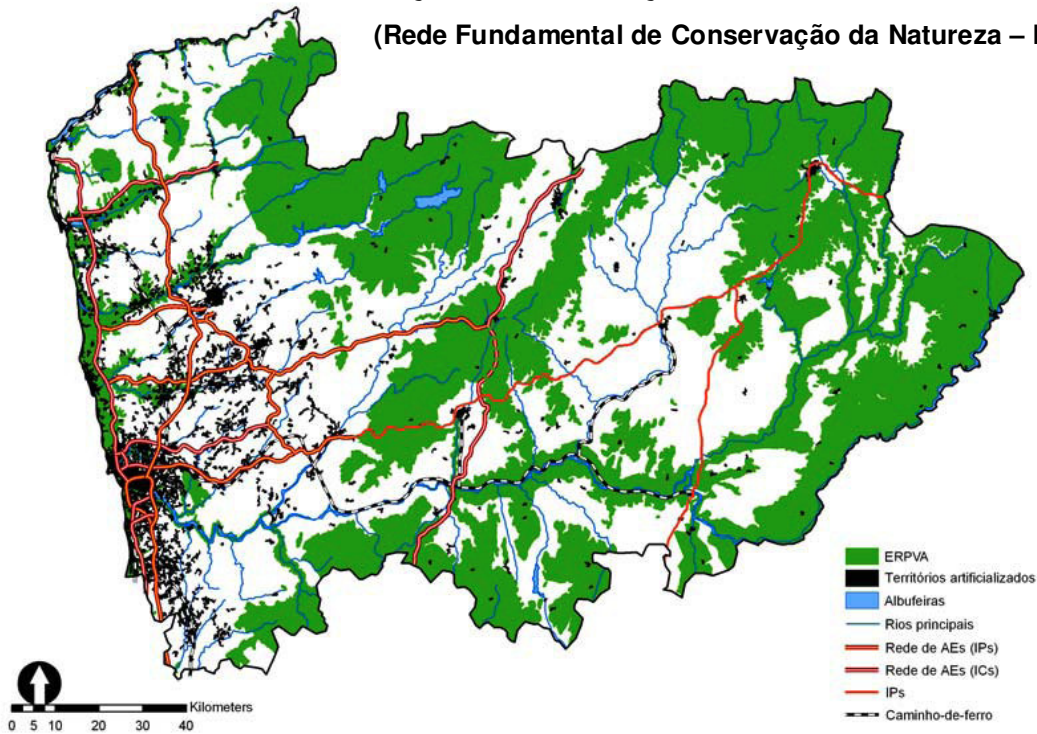 (Rede Fundamental de Conservação da Natureza –
ERPVA
Territórios artificializados
Albufeiras
Rios principais
Rede de AEs (IPs)
Rede de AEs (ICs)
IPs
Caminho-de-ferro
Kilometers
0 5 10 20 30 40